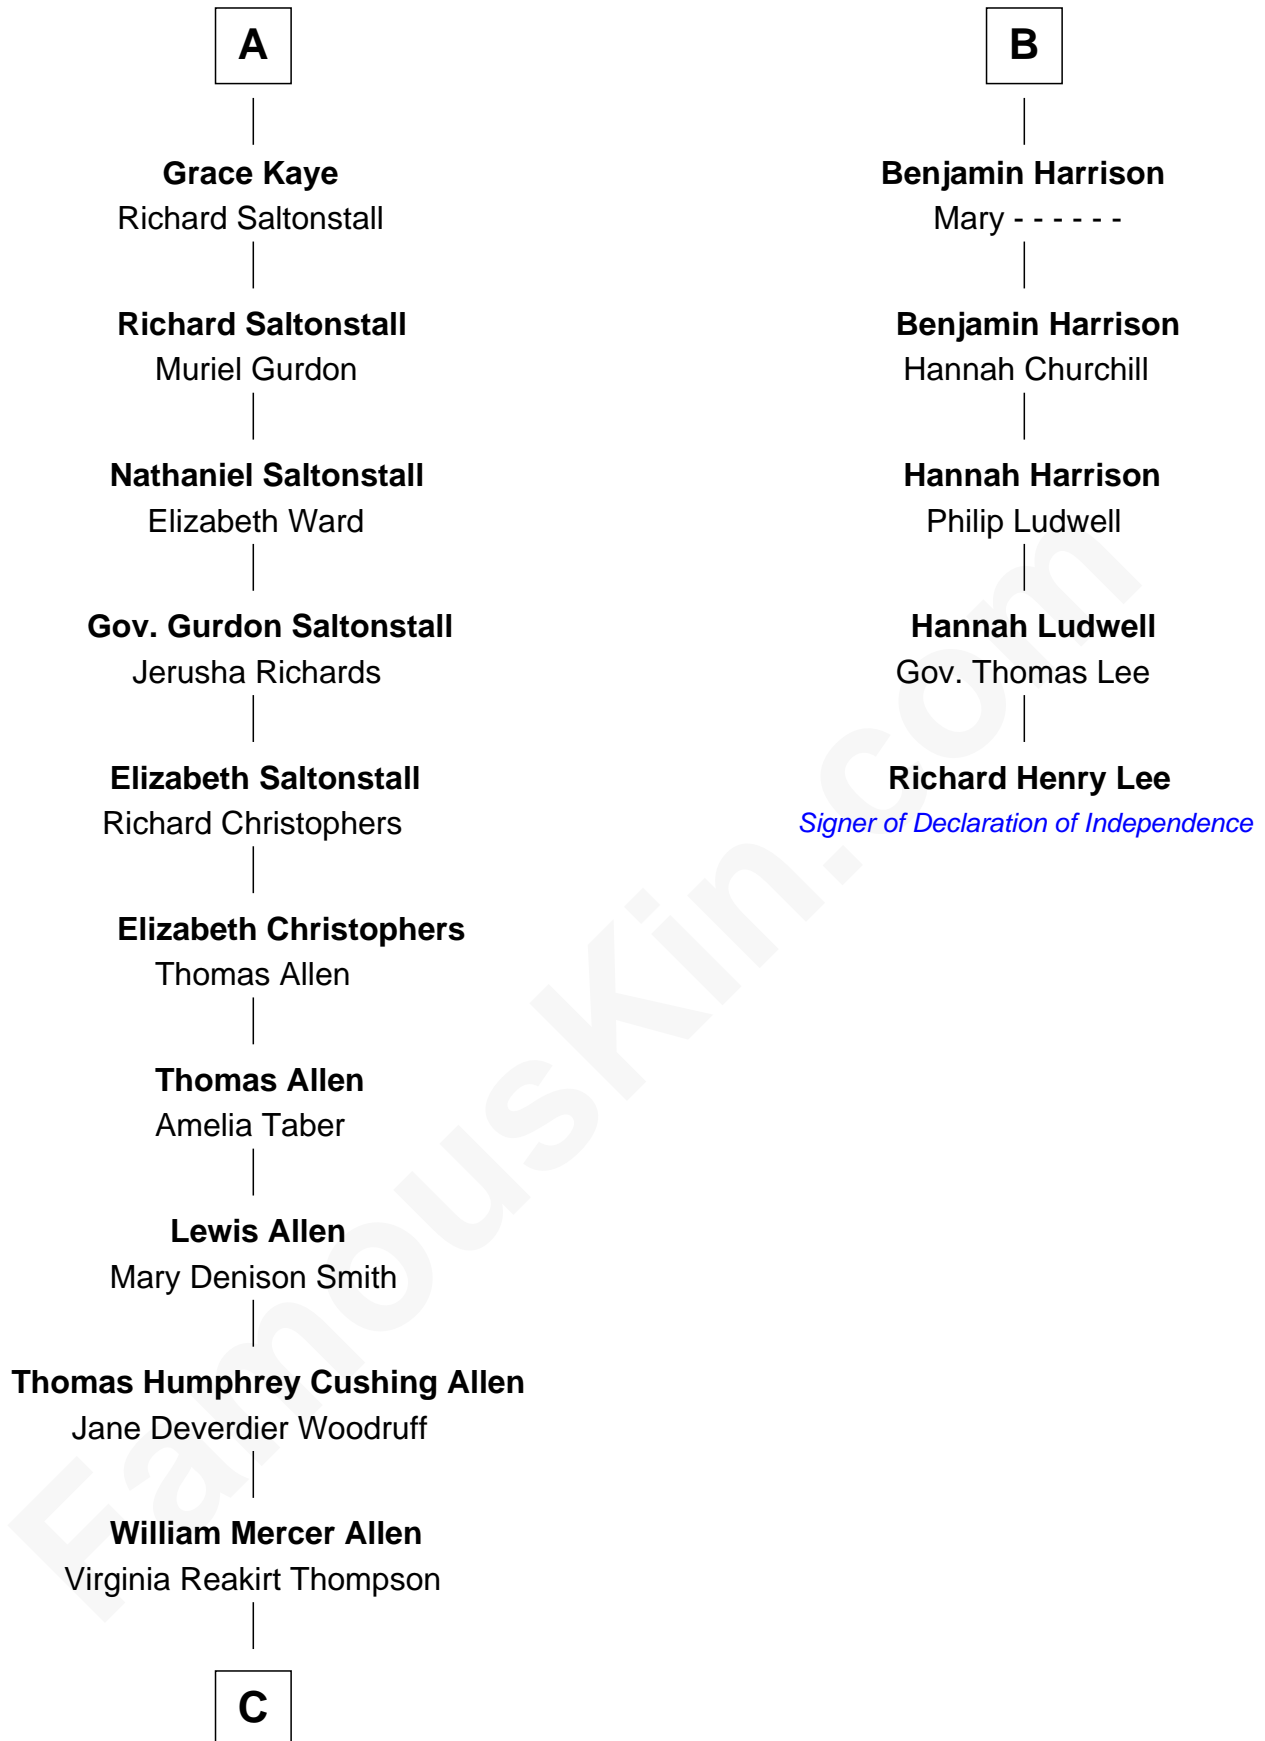 A
Grace Kaye
Richard Saltonstall
Richard Saltonstall
Muriel Gurdon
Nathaniel Saltonstall
Elizabeth Ward
Gov. Gurdon Saltonstall
Jerusha Richards
Elizabeth Saltonstall
Richard Christophers
Elizabeth Christophers
Thomas Allen
Thomas Allen
Amelia Taber
Lewis Allen
Mary Denison Smith
Thomas Humphrey Cushing Allen
Jane Deverdier Woodruff
William Mercer Allen
Virginia Reakirt Thompson
C
B
Benjamin Harrison
Mary - - - - - -
Benjamin Harrison
Hannah Churchill
Hannah Harrison
Philip Ludwell
Hannah Ludwell
Gov. Thomas Lee
Richard Henry Lee
Signer of Declaration of Independence
FamousKin.com